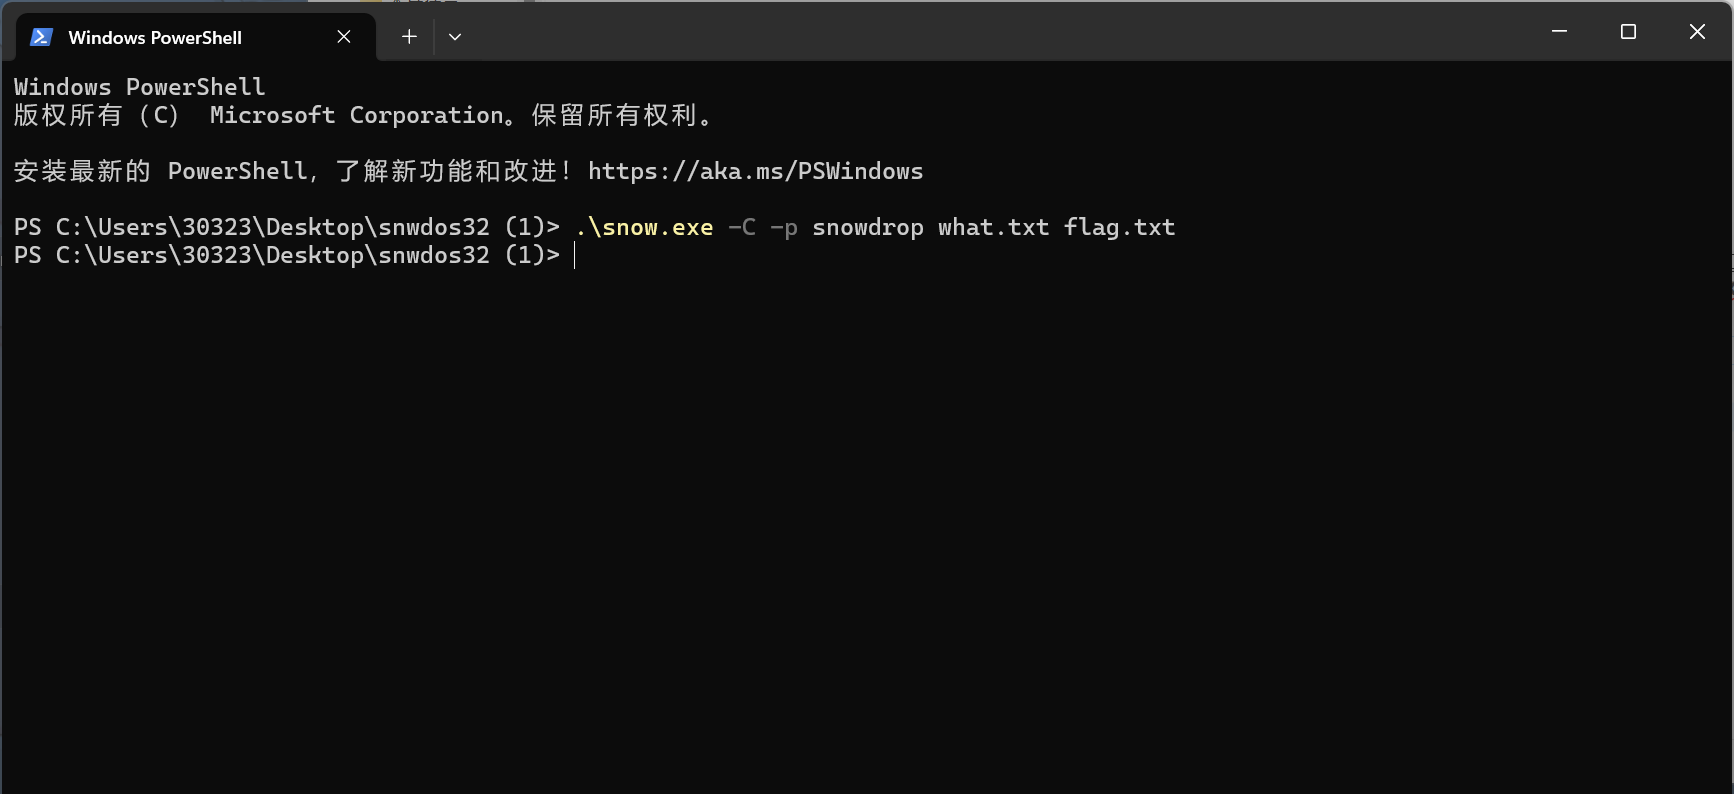 Windows PowerShell
Windows PowerShell
版权所有 (C) Microsoft Corporation。保留所有权利。
安装最新的 PowerShell，了解新功能和改进！https://aka.ms/PSWindows
PS C:\Users\30323\Desktop\snwdos32 (1)> .\snow.exe -C -p snowdrop what.txt flag.txt
PS C:\Users\30323\Desktop\snwdos32 (1)>